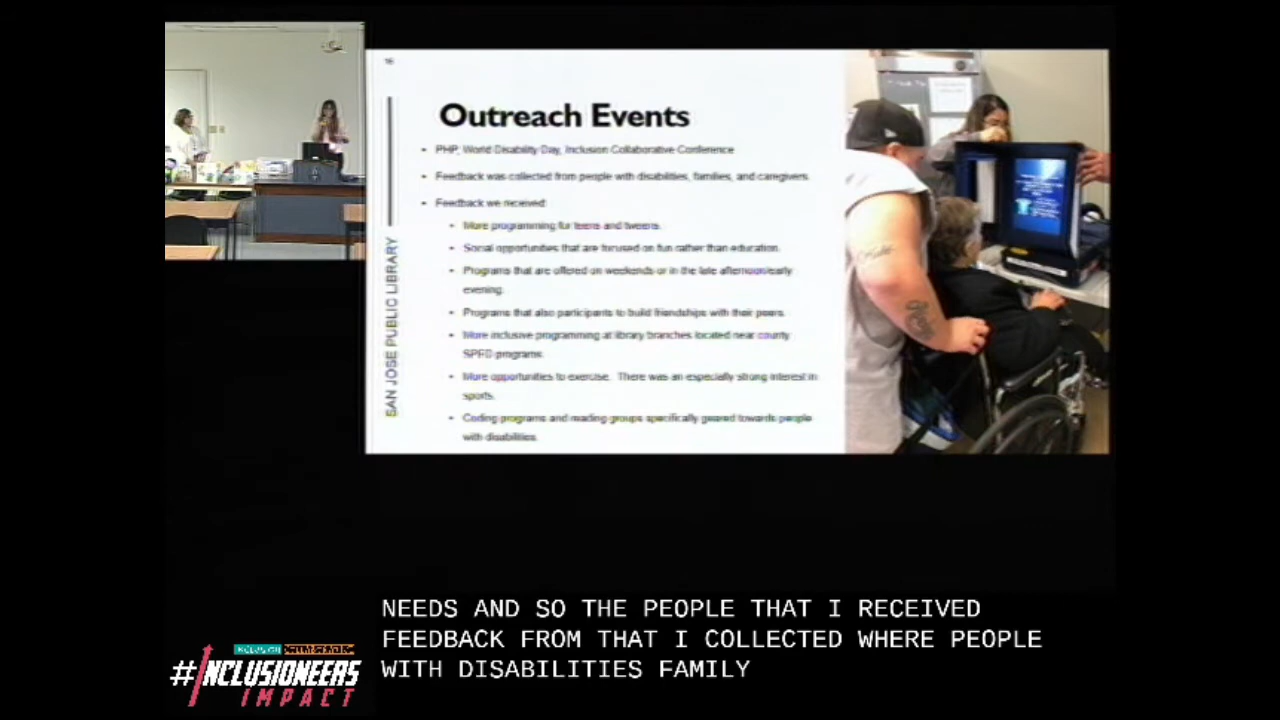 16
Outreach Events
SAN JOSE PUBLIC LIBRARY
• PHP, World Disability Day, Inclusion Collaborative Conference
• Feedback was collected from people with disabilities, families, and caregivers.
• Feedback we received:
• More programming for teens and tweens.
• Social opportunities that are focused on fun rather than education.
• Programs that are offered on weekends or in the late afternoon/early
evening.
• Programs that also participants to build friendships with their peers.
• More inclusive programming at library branches located near county
SPED programs.
• More opportunities to exercise. There was an especially strong interest in
sports.
• Coding programs and reading groups specifically geared towards people
with disabilities.
NEEDS AND SO THE PEOPLE THAT I RECEIVED
FEEDBACK FROM THAT I COLLECTED WHERE PEOPLE
WITH DISABILITIES FAMILY
INCLUSION
#INCLUSIONEERS
IMPACT